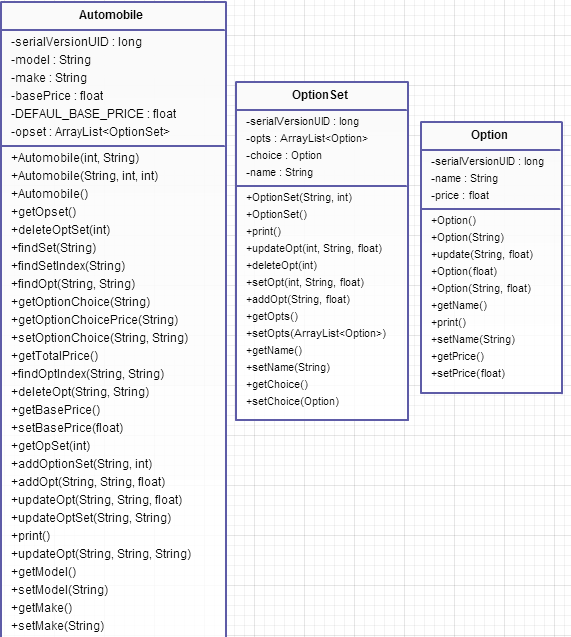 Automobile
-serialVersionUID : long
-model : String
-make : String
-basePrice : float
-DEFAUL_BASE_PRICE : float
-opset : ArrayList<OptionSet>
+Automobile(int, String)
+Automobile(String, int, int)
+Automobile()
+getOpset()
+deleteOptSet(int)
+findSet(String)
+findSetIndex(String)
+findOpt(String, String)
+getOptionChoice(String)
+getOptionChoicePrice(String)
+setOptionChoice(String, String)
+getTotalPrice()
+findOptIndex(String, String)
+deleteOpt(String, String)
+getBasePrice()
+setBasePrice(float)
+getOpSet(int)
+addOptionSet(String, int)
+addOpt(String, String, float)
+updateOpt(String, String, float)
+updateOptSet(String, String)
+print()
+updateOpt(String, String, String)
+getModel()
+setModel(String)
+getMake()
+setMake(String)
OptionSet
-serialVersionUID : long
-opts : ArrayList<Option>
-choice : Option
-name : String
+OptionSet(String, int)
+OptionSet()
+print()
+updateOpt(int, String, float)
+deleteOpt(int)
+setOpt(int, String, float)
+addOpt(String, float)
+getOpts()
+setOpts(ArrayList<Option>)
+getName()
+setName(String)
+getChoice()
+setChoice(Option)
Option
-serialVersionUID : long
-name : String
-price : float
+Option()
+Option(String)
+update(String, float)
+Option(float)
+Option(String, float)
+getName()
+print()
+setName(String)
+getPrice()
+setPrice(float)